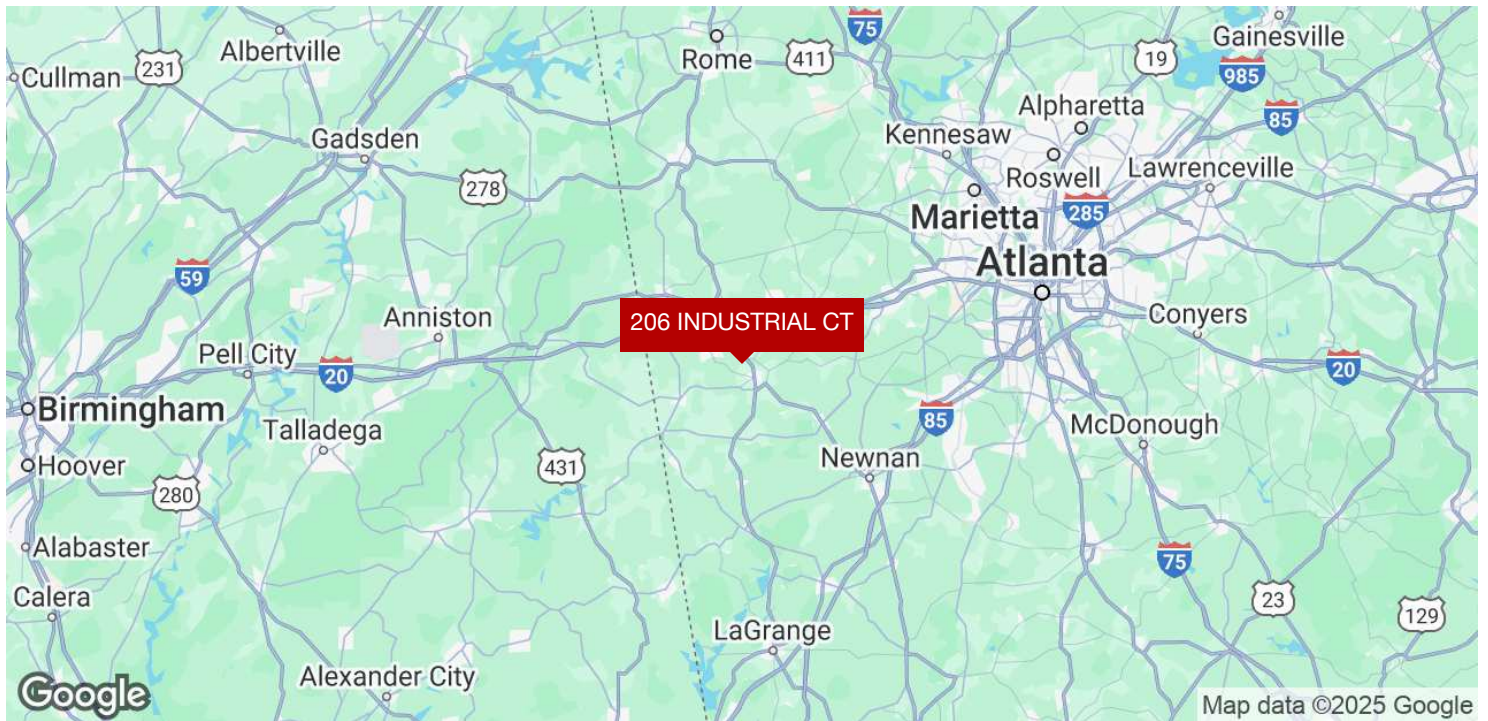 75
Gainesville
Albertville
Rome
411
19
231
Cullman
985
Alpharetta
85
Kennesaw
Gadsden
Lawrenceville
Roswell
278
Marietta
285
Atlanta
59
206 INDUSTRIAL CT
Anniston
Conyers
Pell City
20
20
Birmingham
85
McDonough
Talladega
Newnan
Hoover
431
280
Alabaster
75
Calera
23
129
LaGrange
Alexander City
Google
Map data ©2025 Google